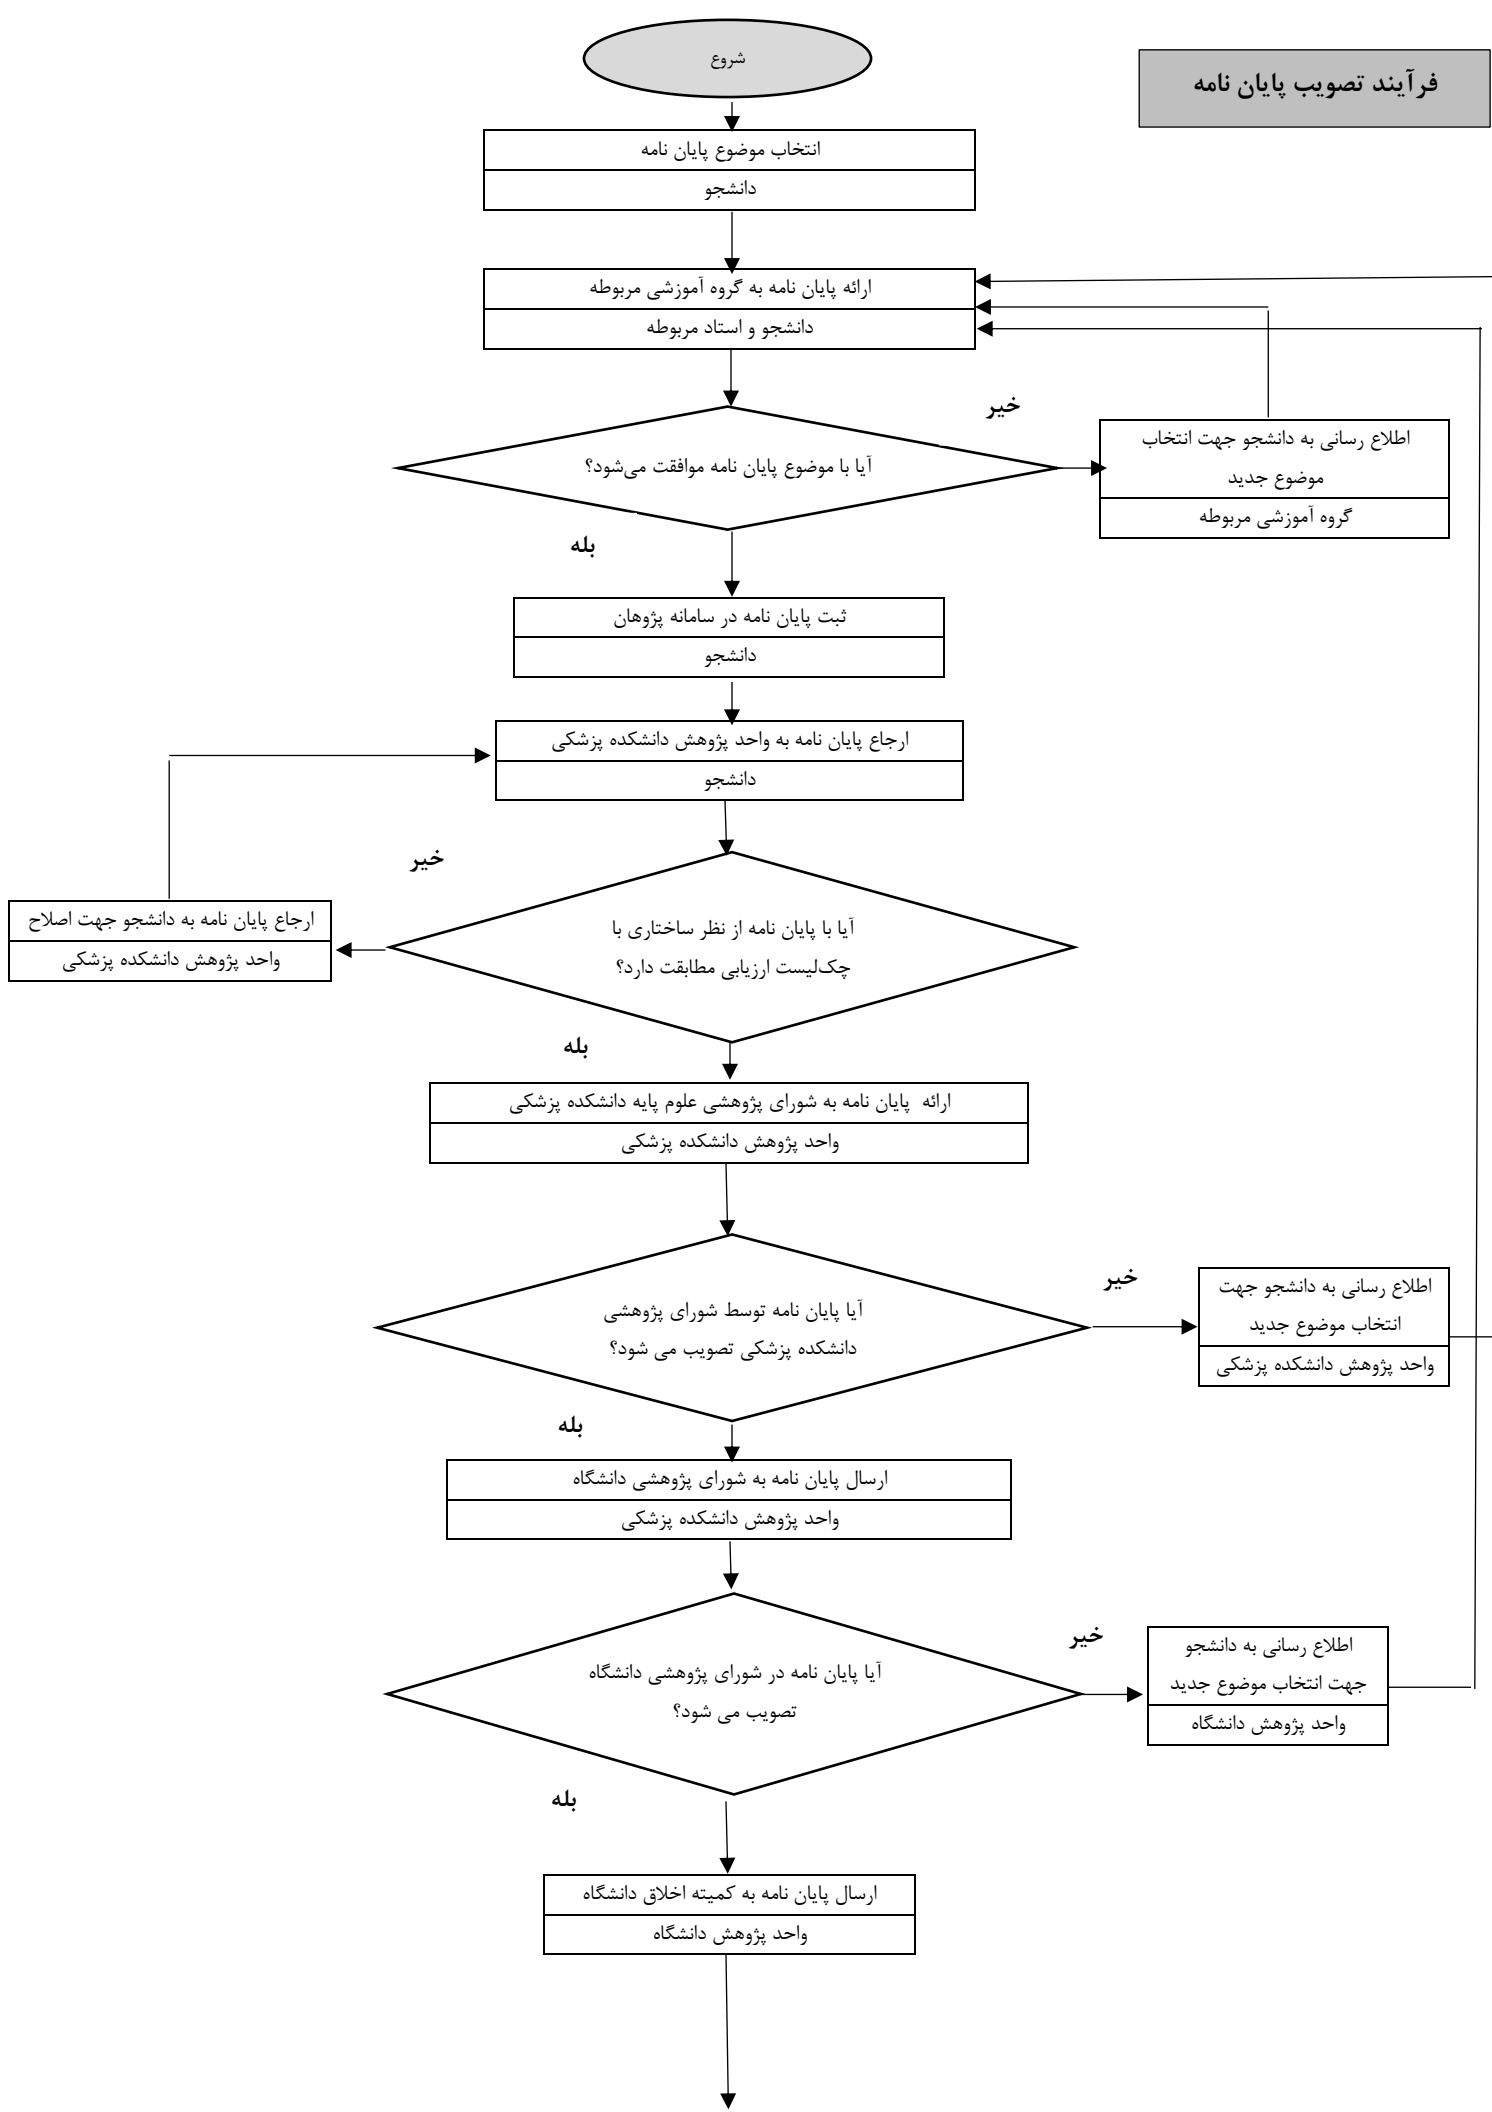 شروع
فرآیند تصویب پایان نامه
انتخاب موضوع پایان نامه
دانشجو
ارائه پایان نامه به گروه آموزشی مربوطه
دانشجو و استاد مربوطه
خیر
آیا با موضوع پایان نامه موافقت می‌شود؟
اطلاع رسانی به دانشجو جهت انتخاب
موضوع جدید
گروه آموزشی مربوطه
بله
ثبت پایان نامه در سامانه پژوهان
دانشجو
ارجاع پایان نامه به واحد پژوهش دانشکده پزشکی
دانشجو
خیر
آیا با پایان نامه از نظر ساختاری با
چک‌لیست ارزیابی مطابقت دارد؟
ارجاع پایان نامه به دانشجو جهت اصلاح
واحد پژوهش دانشکده پزشکی
بله
ارائه پایان نامه به شورای پژوهشی علوم پایه دانشکده پزشکی
واحد پژوهش دانشکده پزشکی
خیر
آیا پایان نامه توسط شورای پژوهشی
دانشکده پزشکی تصویب می شود؟
اطلاع رسانی به دانشجو جهت
انتخاب موضوع جدید
واحد پژوهش دانشکده پزشکی
بله
ارسال پایان نامه به شورای پژوهشی دانشگاه
واحد پژوهش دانشکده پزشکی
خیر
آیا پایان نامه در شورای پژوهشی دانشگاه
تصویب می شود؟
اطلاع رسانی به دانشجو
جهت انتخاب موضوع جدید
واحد پژوهش دانشگاه
بله
ارسال پایان نامه به کمیته اخلاق دانشگاه
واحد پژوهش دانشگاه